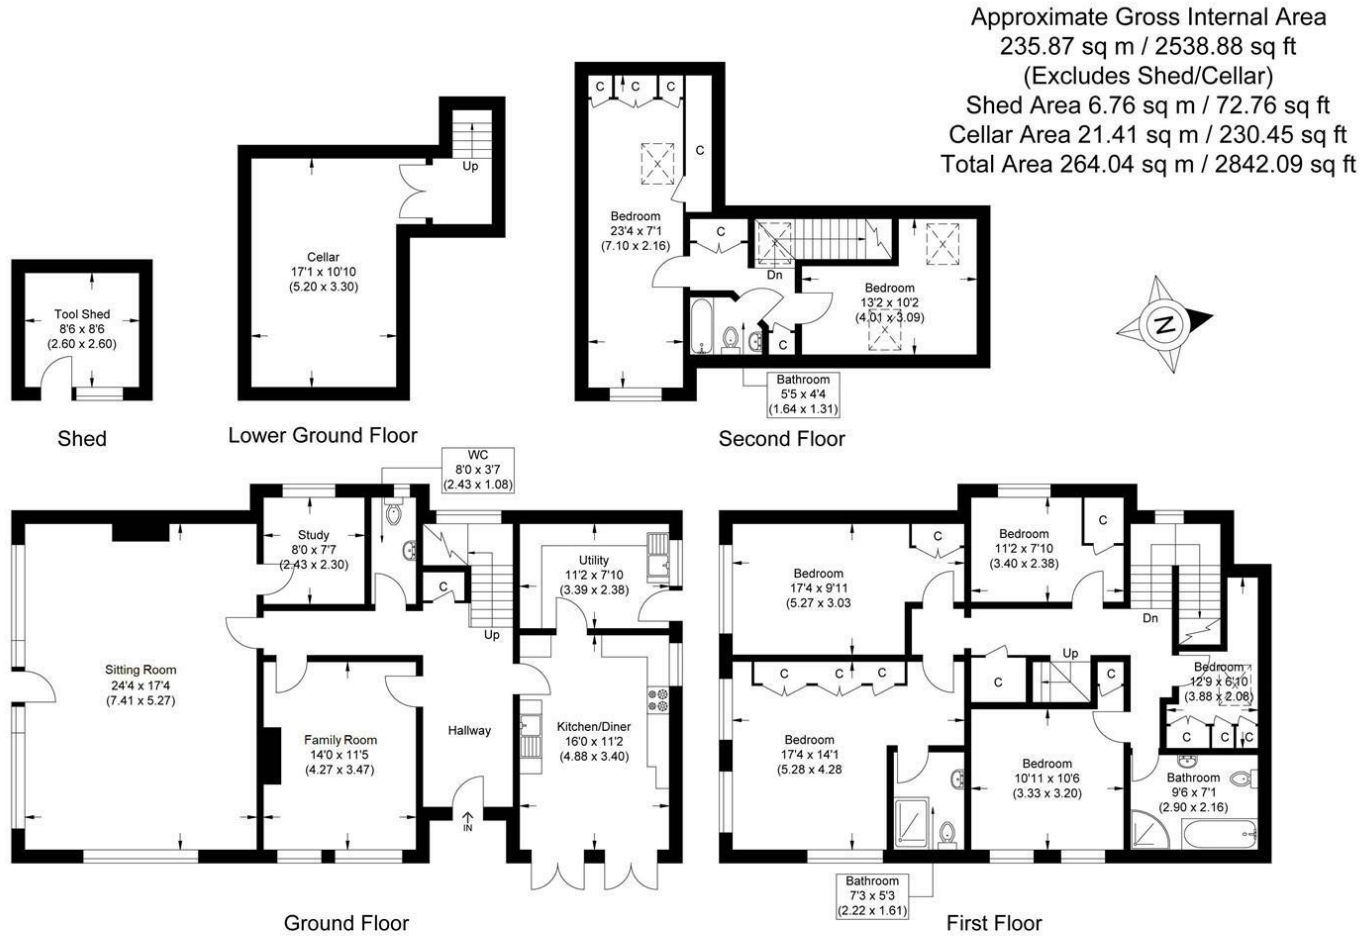 Approximate Gross Internal Area
235.87 sq m / 2538.88 sq ft
(Excludes Shed/Cellar)
Shed Area 6.76 sq m / 72.76 sq ft
Cellar Area 21.41 sq m / 230.45 sq ft
Total Area 264.04 sq m / 2842.09 sq ft
Tool Shed
8'6 x 8'6
(2.60 x 2.60)
Shed
Up
Cellar
17'1 x 10'10
(5.20 x 3.30)
Lower Ground Floor
C
C
C
C
Bedroom
23'4 x 7'1
(7.10 x 2.16)
C
Dn
Bedroom
13'2 x 10'2
(4.01 x 3.09)
C
Bathroom
5'5 x 4'4
(1.64 x 1.31)
Second Floor
N
WC
8'0 x 3'7
(2.43 x 1.08)
Study
8'0 x 7'7
(2.43 x 2.30)
C
Up
Utility
11'2 x 7'10
(3.39 x 2.38)
Sitting Room
24'4 x 17'4
(7.41 x 5.27)
Family Room
14'0 x 11'5
(4.27 x 3.47)
Hallway
Kitchen/Diner
16'0 x 11'2
(4.88 x 3.40)
IN
Ground Floor
Bedroom
17'4 x 9'11
(5.27 x 3.03
C
Bedroom
11'2 x 7'10
(3.40 x 2.38)
C
Dn
Up
C
C
C
C
C
Bedroom
12'9 x 6'10
(3.88 x 2.08)
C
C
C
Bedroom
17'4 x 14'1
(5.28 x 4.28
Bedroom
10'11 x 10'6
(3.33 x 3.20)
Bathroom
9'6 x 7'1
(2.90 x 2.16)
Bathroom
7'3 x 5'3
(2.22 x 1.61)
First Floor